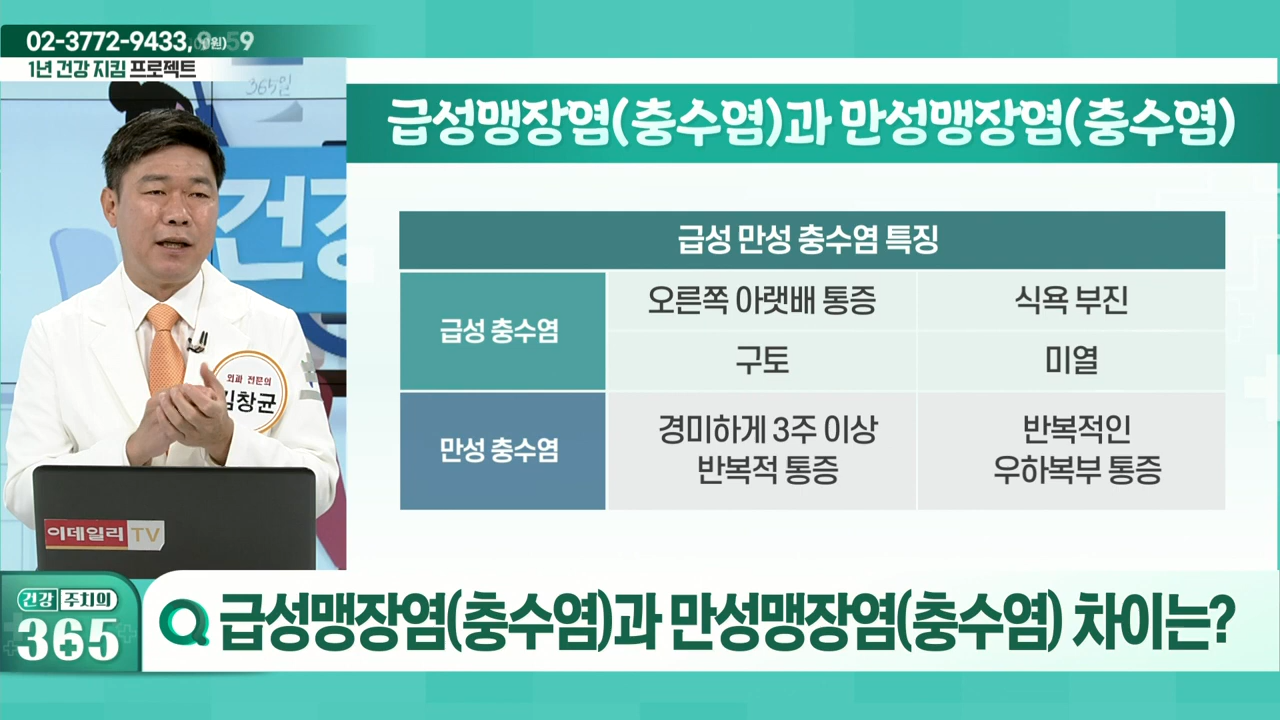 02-3772-9433,
1년 건강 지킴 프로젝트
365일
건강
외과 전문의
김창균
이데일리TV
급성맹장염(충수염)과 만성맹장염(충수염)
급성 만성 충수염 특징
급성 충수염
오른쪽 아랫배 통증
식욕 부진
구토
미열
만성 충수염
경미하게 3주 이상
반복적 통증
반복적인
우하복부 통증
건강 주치의
365
Q 급성맹장염(충수염)과 만성맹장염(충수염) 차이는?